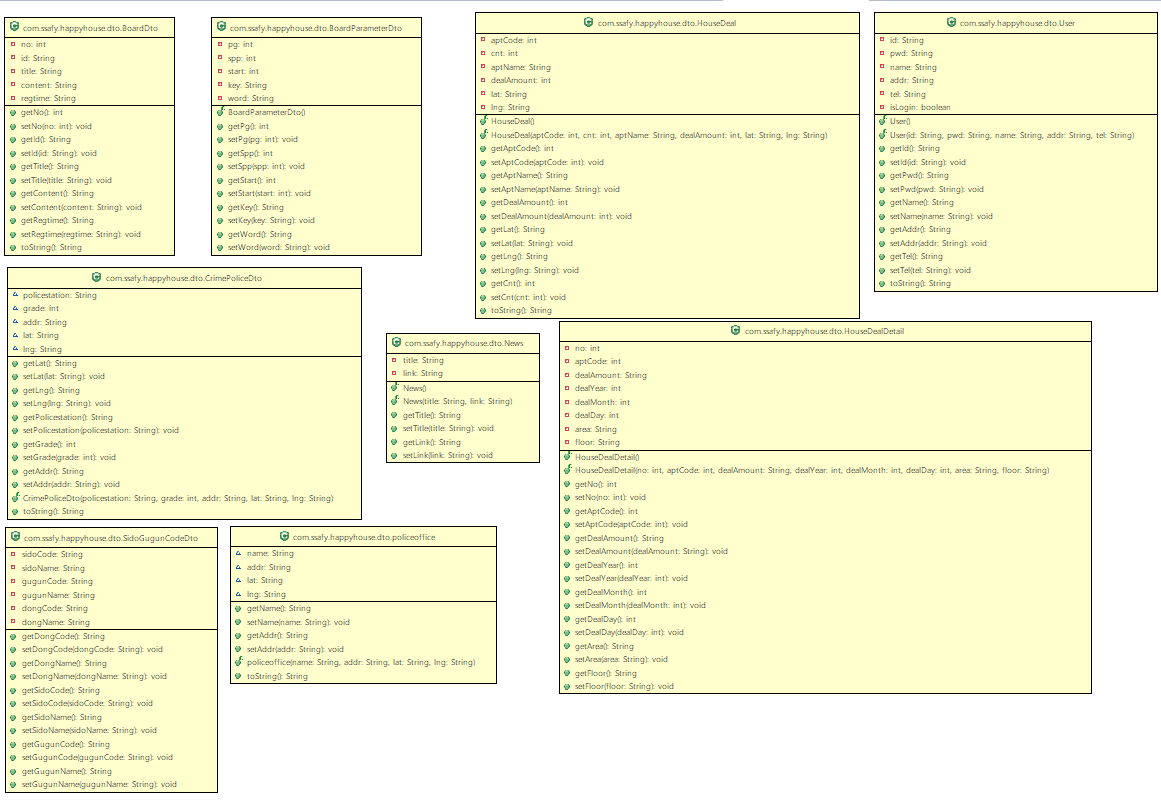 com.ssafy.happyhouse.dto.BoardDto
no: int
id: String
title: String
content: String
regtime: String
getNo(): int
setNo(no: int): void
getId(): String
setId(id: String): void
getTitle(): String
setTitle(title: String): void
getContent(): String
setContent(content: String): void
getRegtime(): String
setRegtime(regtime: String): void
toString(): String
com.ssafy.happyhouse.dto.BoardParameterDto
pg: int
spp: int
start: int
key: String
word: String
BoardParameterDto()
getPg(): int
setPg(pg: int): void
getSpp(): int
setSpp(spp: int): void
getStart(): int
setStart(start: int): void
getKey(): String
setKey(key: String): void
getWord(): String
setWord(word: String): void
com.ssafy.happyhouse.dto.HouseDeal
aptCode: int
cnt: int
aptName: String
dealAmount: int
lat: String
lng: String
HouseDeal()
HouseDeal(aptCode: int, cnt: int, aptName: String, dealAmount: int, lat: String, lng: String)
getAptCode(): int
setAptCode(aptCode: int): void
getAptName(): String
setAptName(aptName: String): void
getDealAmount(): int
setDealAmount(dealAmount: int): void
getLat(): String
setLat(lat: String): void
getLng(): String
setLng(lng: String): void
getCnt(): int
setCnt(cnt: int): void
toString(): String
com.ssafy.happyhouse.dto.User
id: String
pwd: String
name: String
addr: String
tel: String
isLogin: boolean
User()
User(id: String, pwd: String, name: String, addr: String, tel: String)
getId(): String
setId(id: String): void
getPwd(): String
setPwd(pwd: String): void
getName(): String
setName(name: String): void
getAddr(): String
setAddr(addr: String): void
getTel(): String
setTel(tel: String): void
toString(): String
com.ssafy.happyhouse.dto.CrimePoliceDto
policestation: String
grade: int
addr: String
lat: String
lng: String
getLat(): String
setLat(lat: String): void
getLng(): String
setLng(lng: String): void
getPolicestation(): String
setPolicestation(policestation: String): void
getGrade(): int
setGrade(grade: int): void
getAddr(): String
setAddr(addr: String): void
CrimePoliceDto(policestation: String, grade: int, addr: String, lat: String, lng: String)
toString(): String
com.ssafy.happyhouse.dto.News
title: String
link: String
News()
News(title: String, link: String)
getTitle(): String
setTitle(title: String): void
getLink(): String
setLink(link: String): void
com.ssafy.happyhouse.dto.HouseDealDetail
no: int
aptCode: int
dealAmount: String
dealYear: int
dealMonth: int
dealDay: int
area: String
floor: String
HouseDealDetail()
HouseDealDetail(no: int, aptCode: int, dealAmount: String, dealYear: int, dealMonth: int, dealDay: int, area: String, floor: String)
getNo(): int
setNo(no: int): void
getAptCode(): int
setAptCode(aptCode: int): void
getDealAmount(): String
setDealAmount(dealAmount: String): void
getDealYear(): int
setDealYear(dealYear: int): void
getDealMonth(): int
setDealMonth(dealMonth: int): void
getDealDay(): int
setDealDay(dealDay: int): void
getArea(): String
setArea(area: String): void
getFloor(): String
setFloor(floor: String): void
com.ssafy.happyhouse.dto.SidoGugunCodeDto
sidoCode: String
sidoName: String
gugunCode: String
gugunName: String
dongCode: String
dongName: String
getDongCode(): String
setDongCode(dongCode: String): void
getDongName(): String
setDongName(dongName: String): void
getSidoCode(): String
setSidoCode(sidoCode: String): void
getSidoName(): String
setSidoName(sidoName: String): void
getGugunCode(): String
setGugunCode(gugunCode: String): void
getGugunName(): String
setGugunName(gugunName: String): void
com.ssafy.happyhouse.dto.policeoffice
name: String
addr: String
lat: String
lng: String
getName(): String
setName(name: String): void
getAddr(): String
setAddr(addr: String): void
policeoffice(name: String, addr: String, lat: String, lng: String)
toString(): String